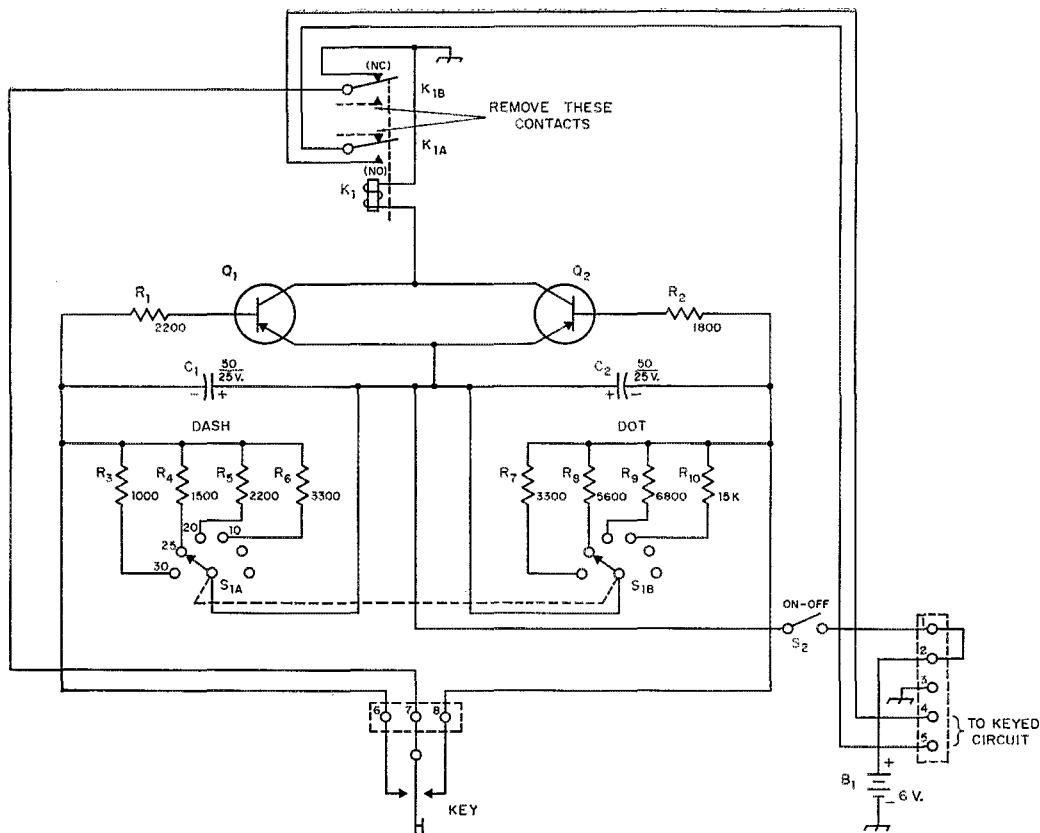 (NC)
K1B
REMOVE THESE
CONTACTS
K1A
(NO)
K1
Q1
Q2
R1
2200
R2
1800
C1
50
25V.
- +
C2
50
25V.
+ -
DASH
DOT
R3
1000
R4
1500
R5
2200
R6
3300
R7
3300
R8
5600
R9
6800
R10
15K
20
10
25
30
S1A
S1B
ON-OFF
S2
1
2
3
4
5
TO KEYED
CIRCUIT
6
7
8
KEY
B1
+
-
6 V.